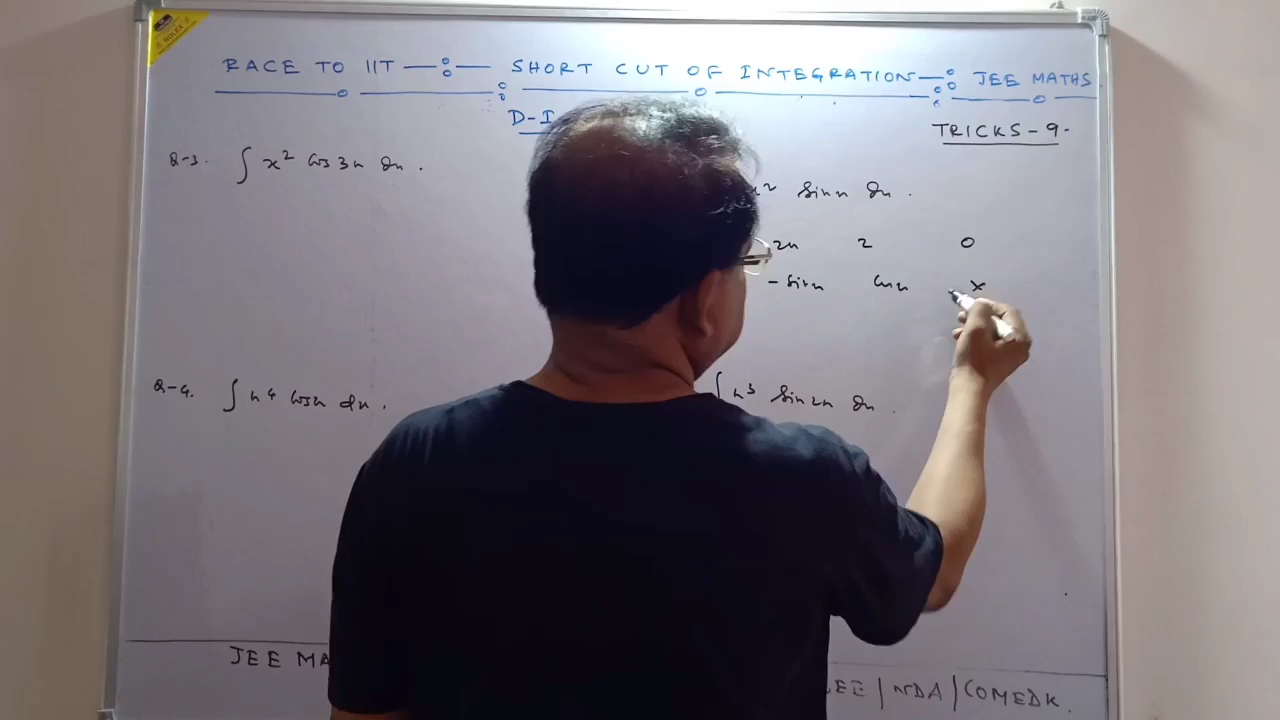 RACE TO IIT — SHORT CUT OF INTEGRATION — JEE MATHS
D-I
TRICKS-9.
Q-3. ∫ x² cos 3x dx .
x² sin x dx .
2x 2 0
- sin x cos x x
Q-4. ∫ x⁴ cos x dx .
∫ x³ sin 2x dx .
JEE MA
EE | NDA | COMEDK.